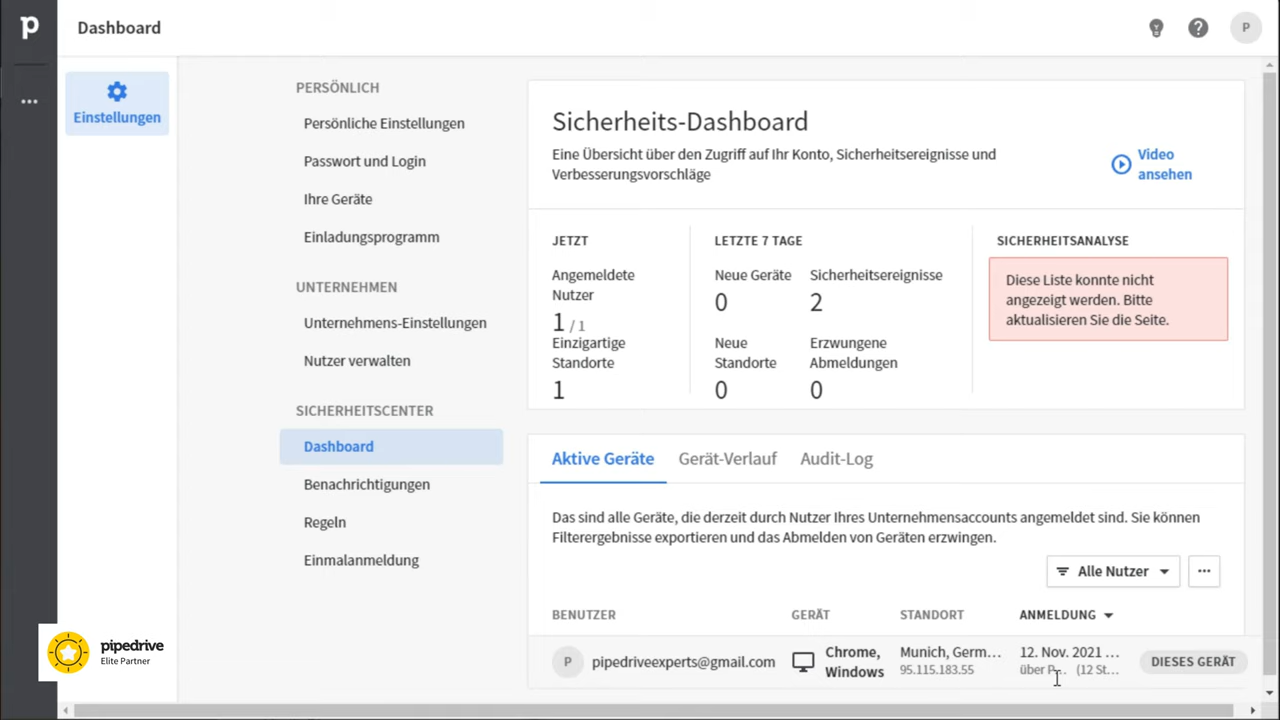 p
Dashboard
P
Einstellungen
PERSÖNLICH
Persönliche Einstellungen
Passwort und Login
Ihre Geräte
Einladungsprogramm
UNTERNEHMEN
Unternehmens-Einstellungen
Nutzer verwalten
SICHERHEITSCENTER
Dashboard
Benachrichtigungen
Regeln
Einmalanmeldung
Sicherheits-Dashboard
Eine Übersicht über den Zugriff auf Ihr Konto, Sicherheitsereignisse und
Verbesserungsvorschläge
Video
ansehen
JETZT
Angemeldete
Nutzer
1 / 1
Einzigartige
Standorte
1
LETZTE 7 TAGE
Neue Geräte
0
Sicherheitsereignisse
2
Neue
Standorte
0
Erzwungene
Abmeldungen
0
SICHERHEITSANALYSE
Diese Liste konnte nicht
angezeigt werden. Bitte
aktualisieren Sie die Seite.
Aktive Geräte Gerät-Verlauf Audit-Log
Das sind alle Geräte, die derzeit durch Nutzer Ihres Unternehmensaccounts angemeldet sind. Sie können
Filterergebnisse exportieren und das Abmelden von Geräten erzwingen.
Alle Nutzer
BENUTZER GERÄT STANDORT ANMELDUNG
P pipedriveexperts@gmail.com
Chrome,
Windows
Munich, Germ...
95.115.183.55
12. Nov. 2021 ...
über P... (12 St...
DIESES GERÄT
pipedrive
Elite Partner